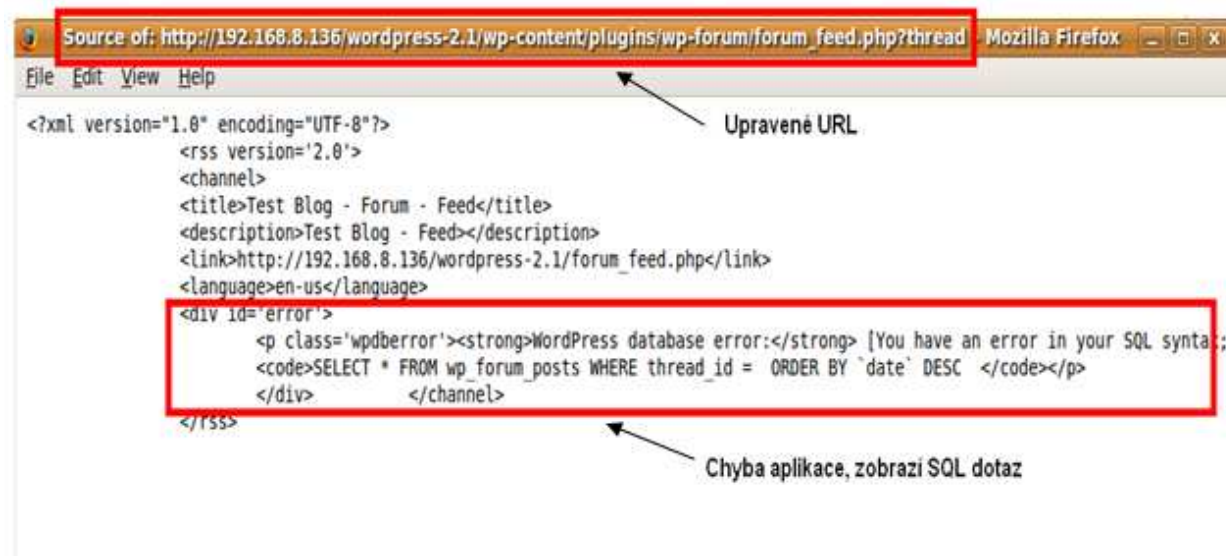 Source of: http://192.168.8.136/wordpress-2.1/wp-content/plugins/wp-forum/forum_feed.php?thread - Mozilla Firefox
File Edit View Help
<?xml version="1.0" encoding="UTF-8"?>
Upravené URL
<rss version='2.0'>
<channel>
<title>Test Blog - Forum - Feed</title>
<description>Test Blog - Feed></description>
<link>http://192.168.8.136/wordpress-2.1/forum_feed.php</link>
<language>en-us</language>
<div id='error'>
<p class='wpdberror'><strong>WordPress database error:</strong> [You have an error in your SQL syntax;
<code>SELECT * FROM wp_forum_posts WHERE thread_id =  ORDER BY `date` DESC  </code></p>
</div> </channel>
</rss>
Chyba aplikace, zobrazí SQL dotaz